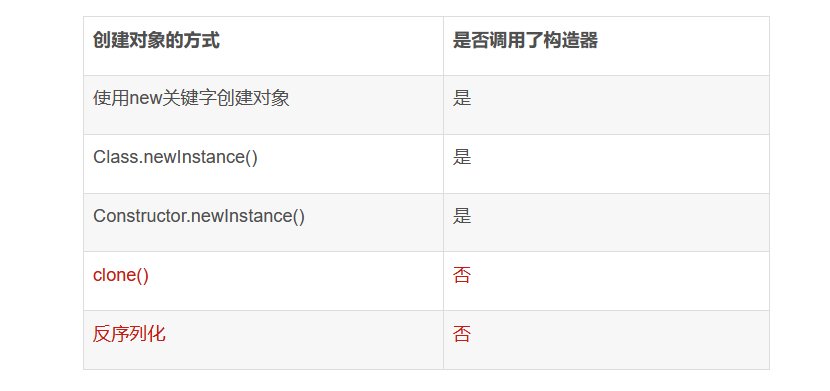 创建对象的方式 是否调用了构造器
使用new关键字创建对象 是
Class.newInstance() 是
Constructor.newInstance() 是
clone() 否
反序列化 否